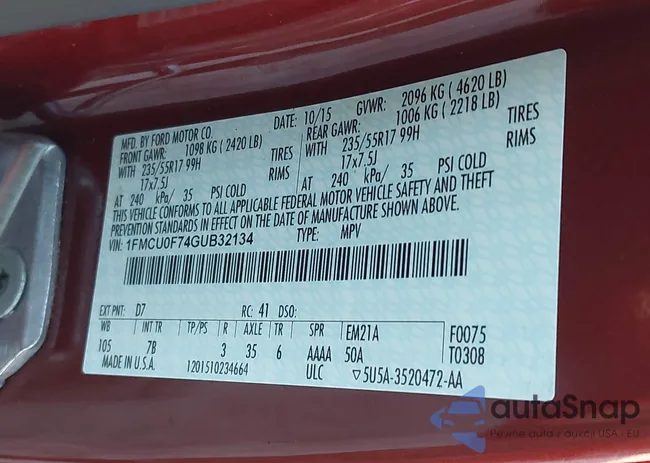 MFD. BY FORD MOTOR CO. DATE: 10/15 GVWR: 2096 KG ( 4620 LB)
FRONT GAWR: 1098 KG ( 2420 LB) REAR GAWR: 1006 KG ( 2218 LB)
WITH 235/55R17 99H TIRES WITH 235/55R17 99H TIRES
17x7.5J RIMS 17x7.5J RIMS
AT 240 kPa/ 35 PSI COLD AT 240 kPa/ 35 PSI COLD
THIS VEHICLE CONFORMS TO ALL APPLICABLE FEDERAL MOTOR VEHICLE SAFETY AND THEFT
PREVENTION STANDARDS IN EFFECT ON THE DATE OF MANUFACTURE SHOWN ABOVE.
VIN: 1FMCU0F74GUB32134 TYPE: MPV
EXT PNT: D7 RC: 41 DSO:
WB INT TR TP/PS R AXLE TR SPR EM21A F0075
105 7B 3 35 6 AAAA 50A T0308
MADE IN U.S.A. 1201510234664 ULC ▽5U5A-3520472-AA
autoSnap
Pewne auta z aukcji USA - EU